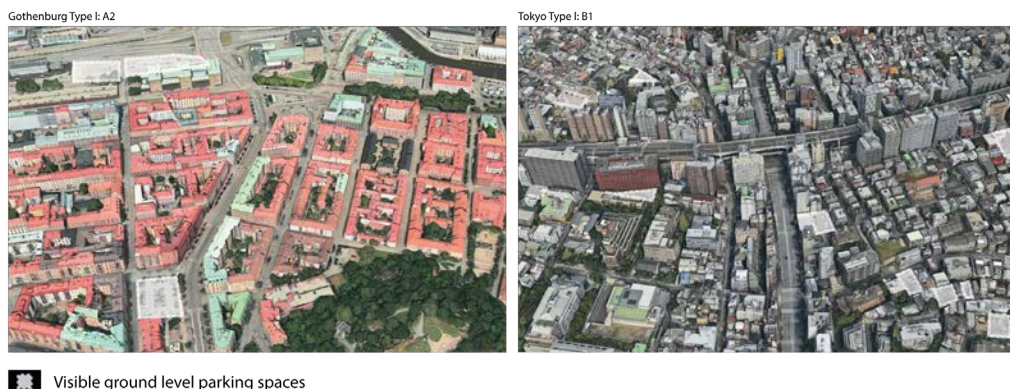 Gothenburg Type I: A2
Tokyo Type I: B1
Visible ground level parking spaces